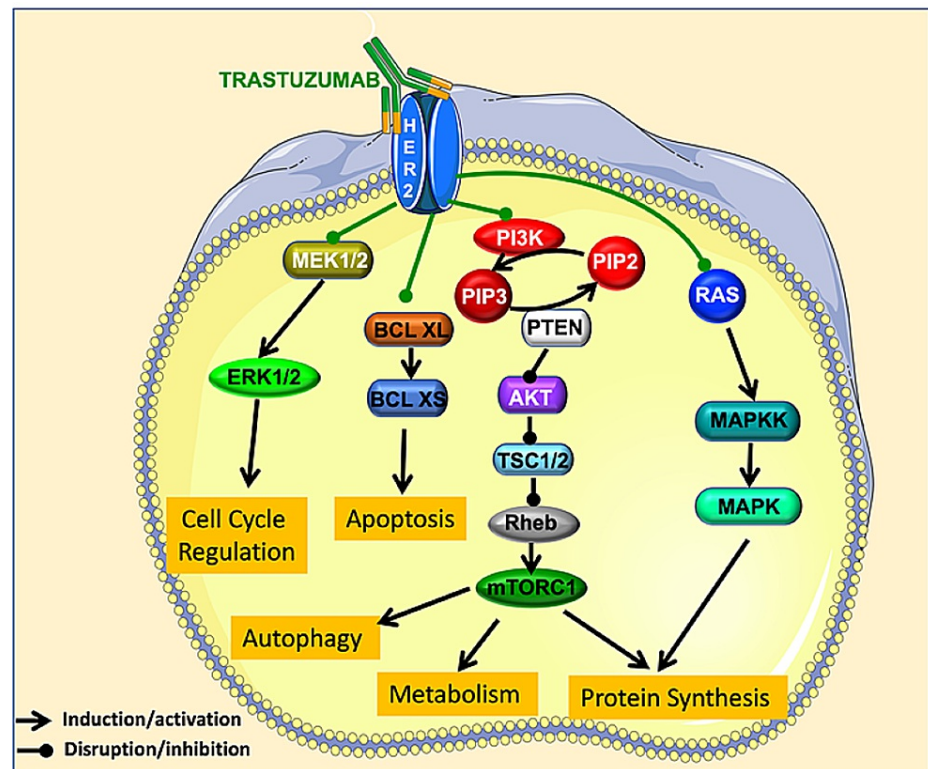 TRASTUZUMAB
HER2
MEK1/2
PI3K
PIP2
PIP3
RAS
BCL XL
PTEN
ERK1/2
BCL XS
AKT
MAPKK
TSC1/2
MAPK
Cell Cycle
Regulation
Apoptosis
Rheb
mTORC1
Autophagy
Metabolism
Protein Synthesis
Induction/activation
Disruption/inhibition